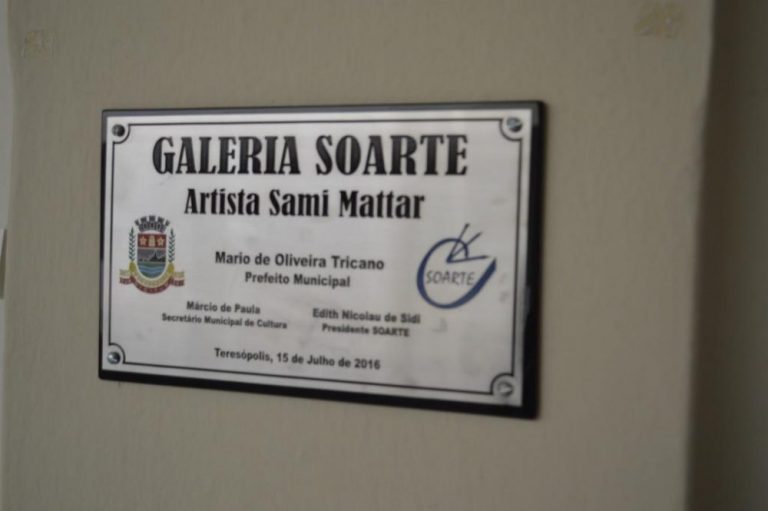 GALERIA SOARTE
Artista Sami Mattar
Mario de Oliveira Tricano
Prefeito Municipal
SOARTE
Márcio de Paula
Secretário Municipal de Cultura
Edith Nicolau de Sidi
Presidente SOARTE
Teresópolis, 15 de Julho de 2016